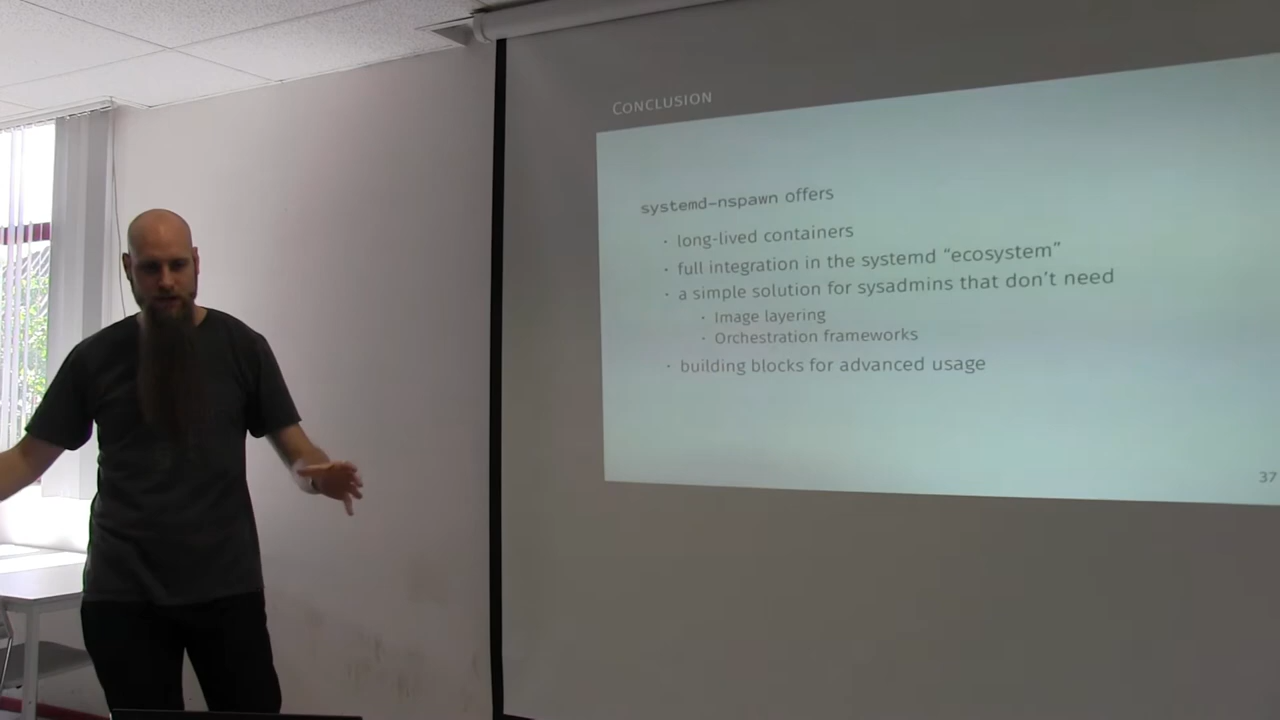 CONCLUSION
systemd-nspawn offers
· long-lived containers
· full integration in the systemd “ecosystem”
· a simple solution for sysadmins that don't need
· Image layering
· Orchestration frameworks
· building blocks for advanced usage
37